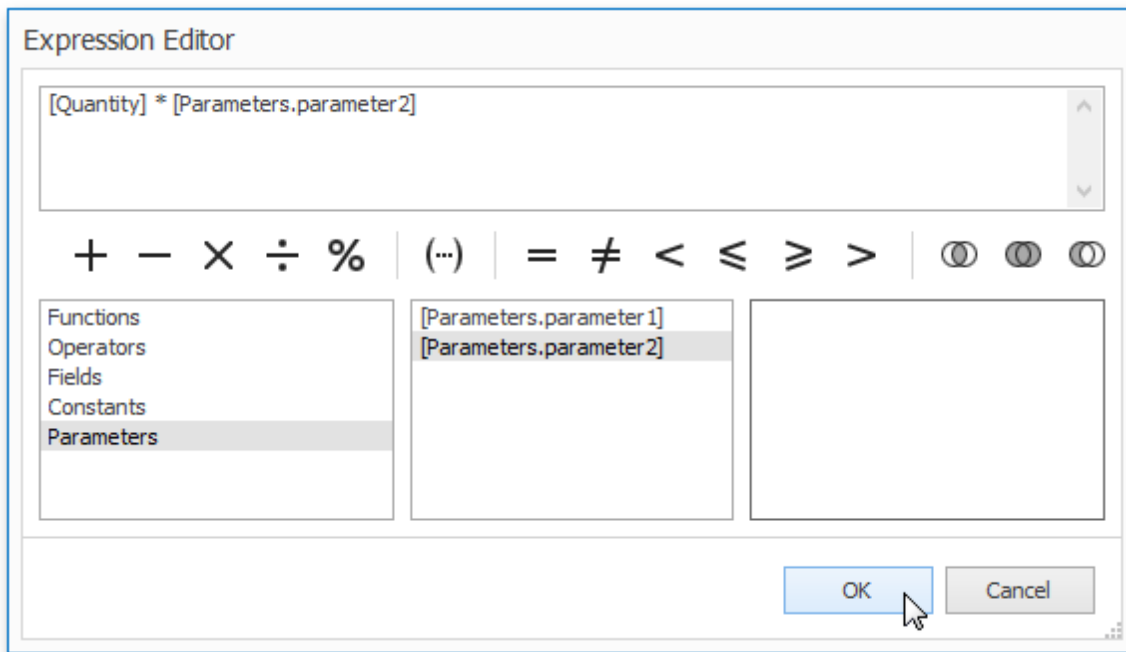 Expression Editor
[Quantity] * [Parameters.parameter2]
+ − × ÷ % (···) = ≠ < ⩽ ⩾ >
Functions
Operators
Fields
Constants
Parameters
[Parameters.parameter1]
[Parameters.parameter2]
OK Cancel